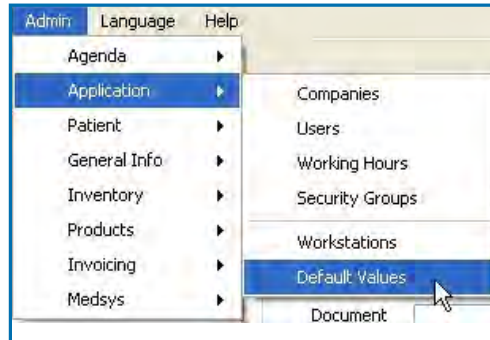 Admin Language Help
Agenda
Application
Patient
General Info
Inventory
Products
Invoicing
Medsys
Companies
Users
Working Hours
Security Groups
Workstations
Default Values
Document